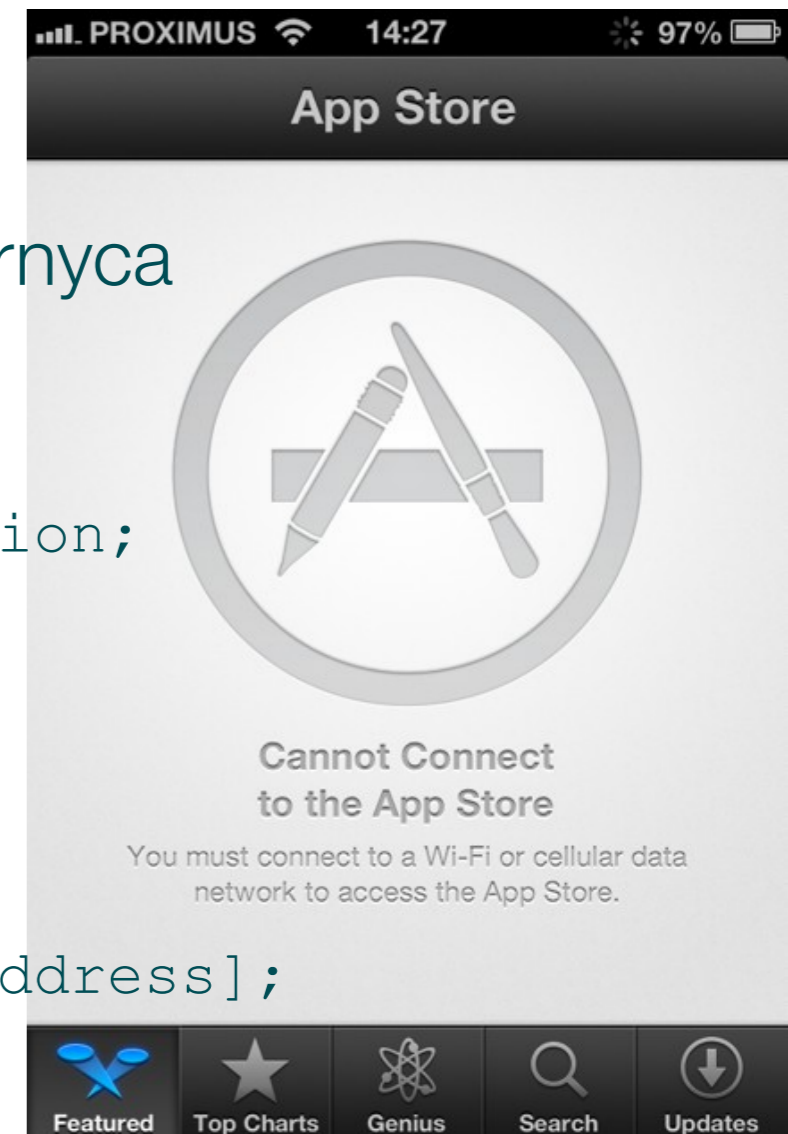 PROXIMUS 14:27 97%
App Store
rnyca
ion;
Cannot Connect
to the App Store
You must connect to a Wi-Fi or cellular data
network to access the App Store.
ddress];
Featured Top Charts Genius Search Updates